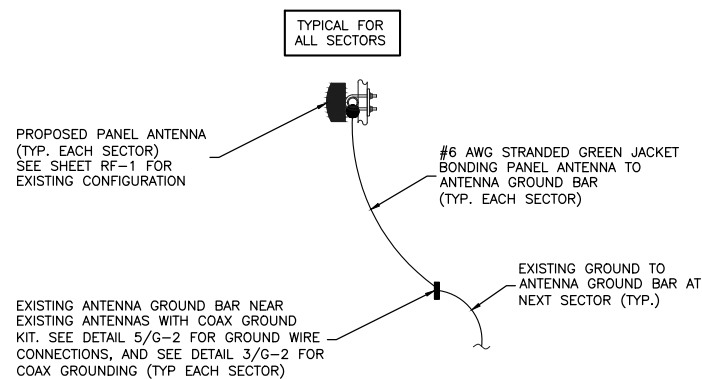 TYPICAL FOR
ALL SECTORS
PROPOSED PANEL ANTENNA
(TYP. EACH SECTOR)
SEE SHEET RF-1 FOR
EXISTING CONFIGURATION
#6 AWG STRANDED GREEN JACKET
BONDING PANEL ANTENNA TO
ANTENNA GROUND BAR
(TYP. EACH SECTOR)
EXISTING GROUND TO
ANTENNA GROUND BAR AT
NEXT SECTOR (TYP.)
EXISTING ANTENNA GROUND BAR NEAR
EXISTING ANTENNAS WITH COAX GROUND
KIT. SEE DETAIL 5/G-2 FOR GROUND WIRE
CONNECTIONS, AND SEE DETAIL 3/G-2 FOR
COAX GROUNDING (TYP EACH SECTOR)